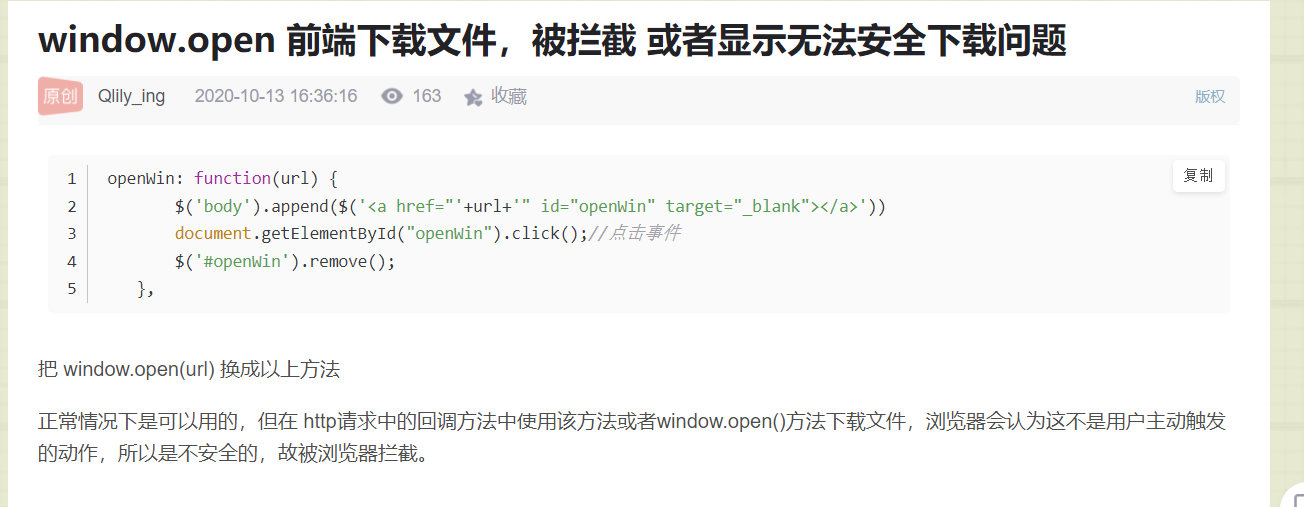 window.open 前端下载文件，被拦截 或者显示无法安全下载问题
原创 Qlily_ing 2020-10-13 16:36:16 163 收藏 版权
复制
1 openWin: function(url) {
2 $('body').append($('<a href="'+url+'" id="openWin" target="_blank"></a>'))
3 document.getElementById("openWin").click();//点击事件
4 $('#openWin').remove();
5 },
把 window.open(url) 换成以上方法
正常情况下是可以用的，但在 http请求中的回调方法中使用该方法或者window.open()方法下载文件，浏览器会认为这不是用户主动触发
的动作，所以是不安全的，故被浏览器拦截。